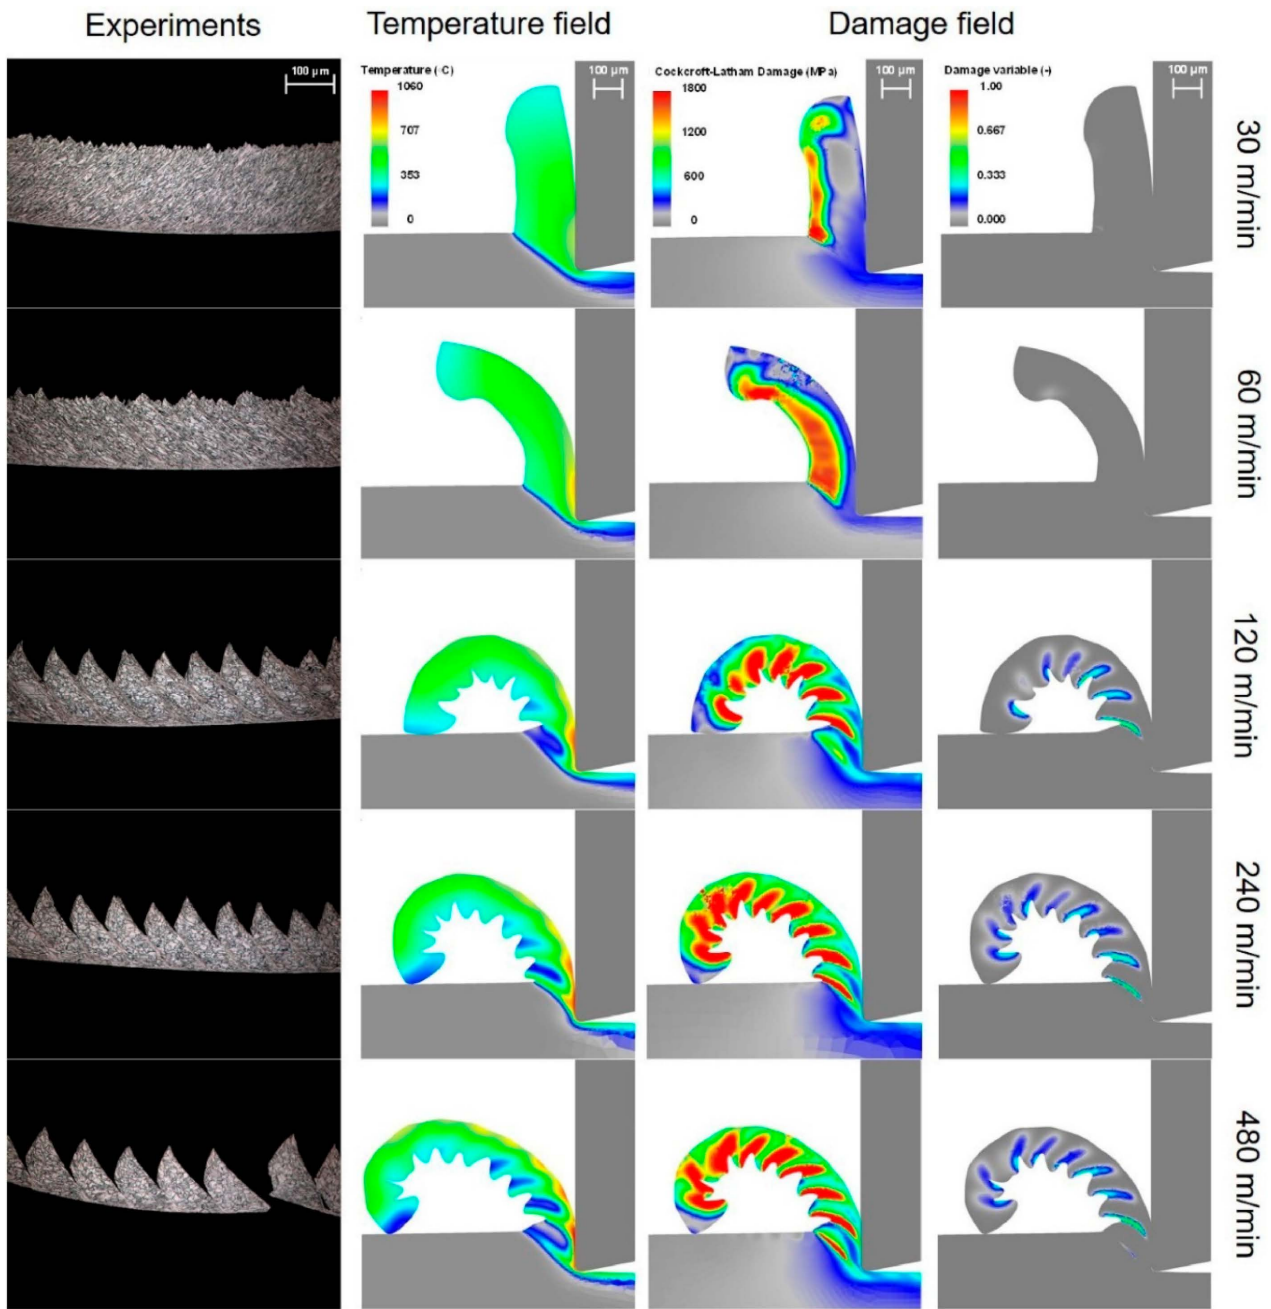 Experiments
Temperature field
Damage field
100 µm
Temperature (◦C)
1060
707
353
0
100 µm
Cockcroft-Latham Damage (MPa)
1800
1200
600
0
100 µm
Damage variable (-)
1.00
0.667
0.333
0.000
100 µm
30 m/min
60 m/min
120 m/min
240 m/min
480 m/min